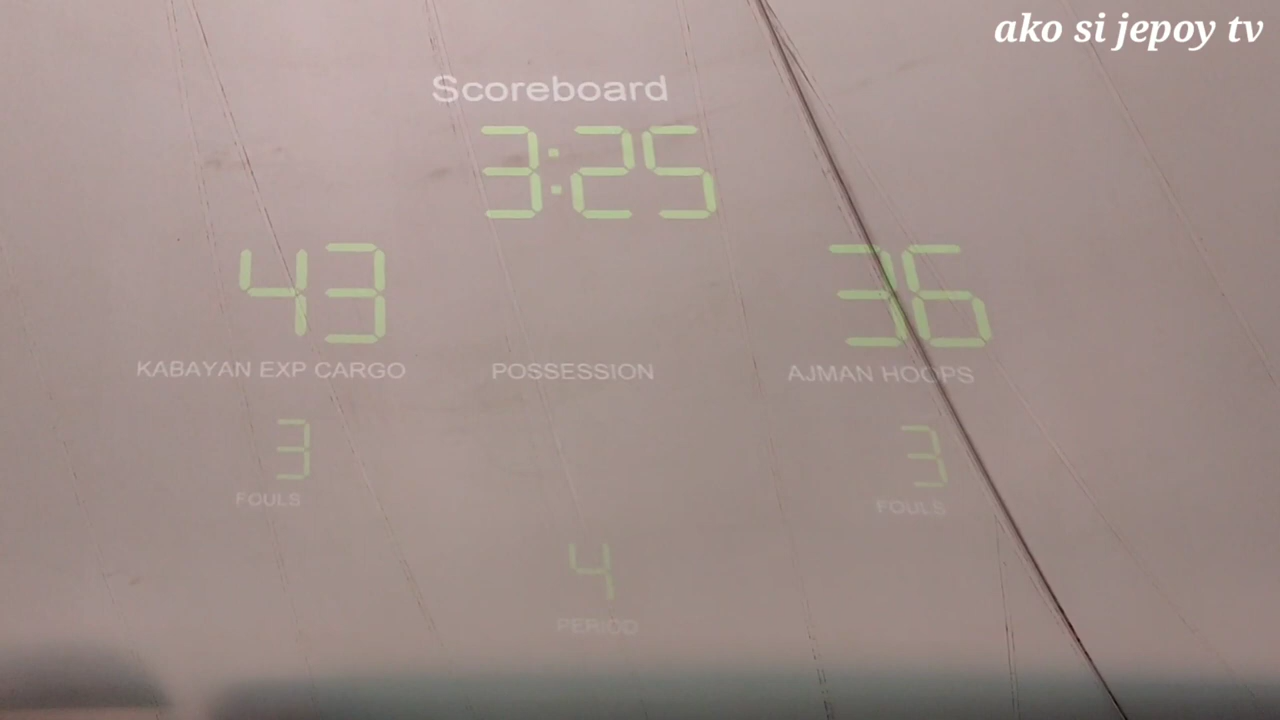 ako si jepoy tv
Scoreboard
3:25
43 36
KABAYAN EXP CARGO POSSESSION AJMAN HOOPS
3 3
FOULS FOULS
4
PERIOD